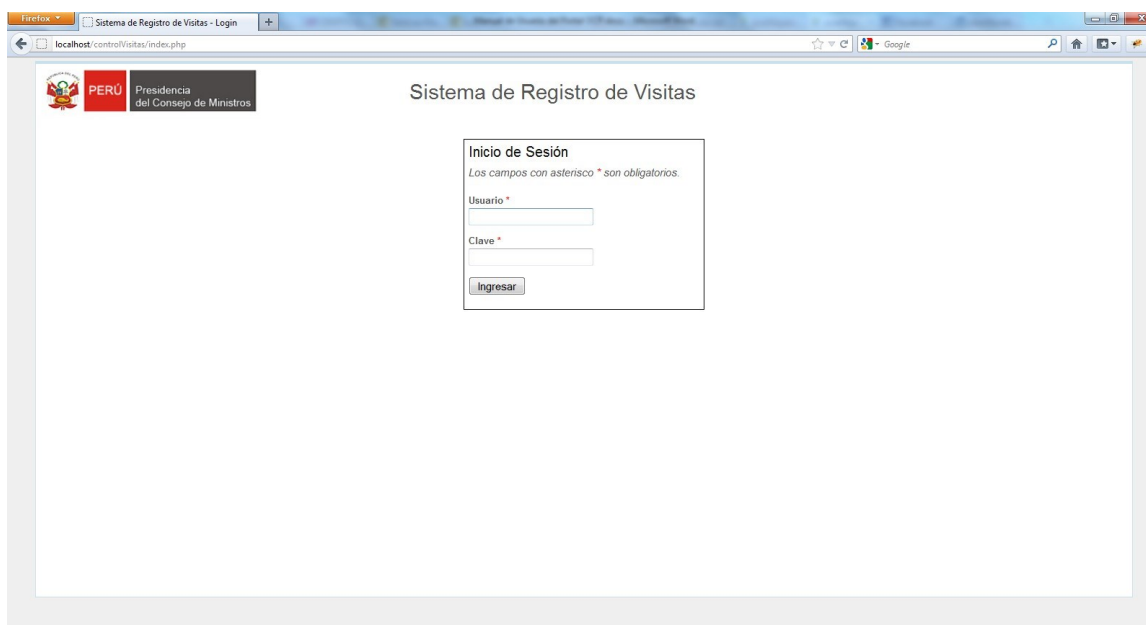 Firefox
Sistema de Registro de Visitas - Login
localhost/controlVisitas/index.php
Google
PERÚ
Presidencia
del Consejo de Ministros
Sistema de Registro de Visitas
Inicio de Sesión
Los campos con asterisco * son obligatorios.
Usuario *
Clave *
Ingresar